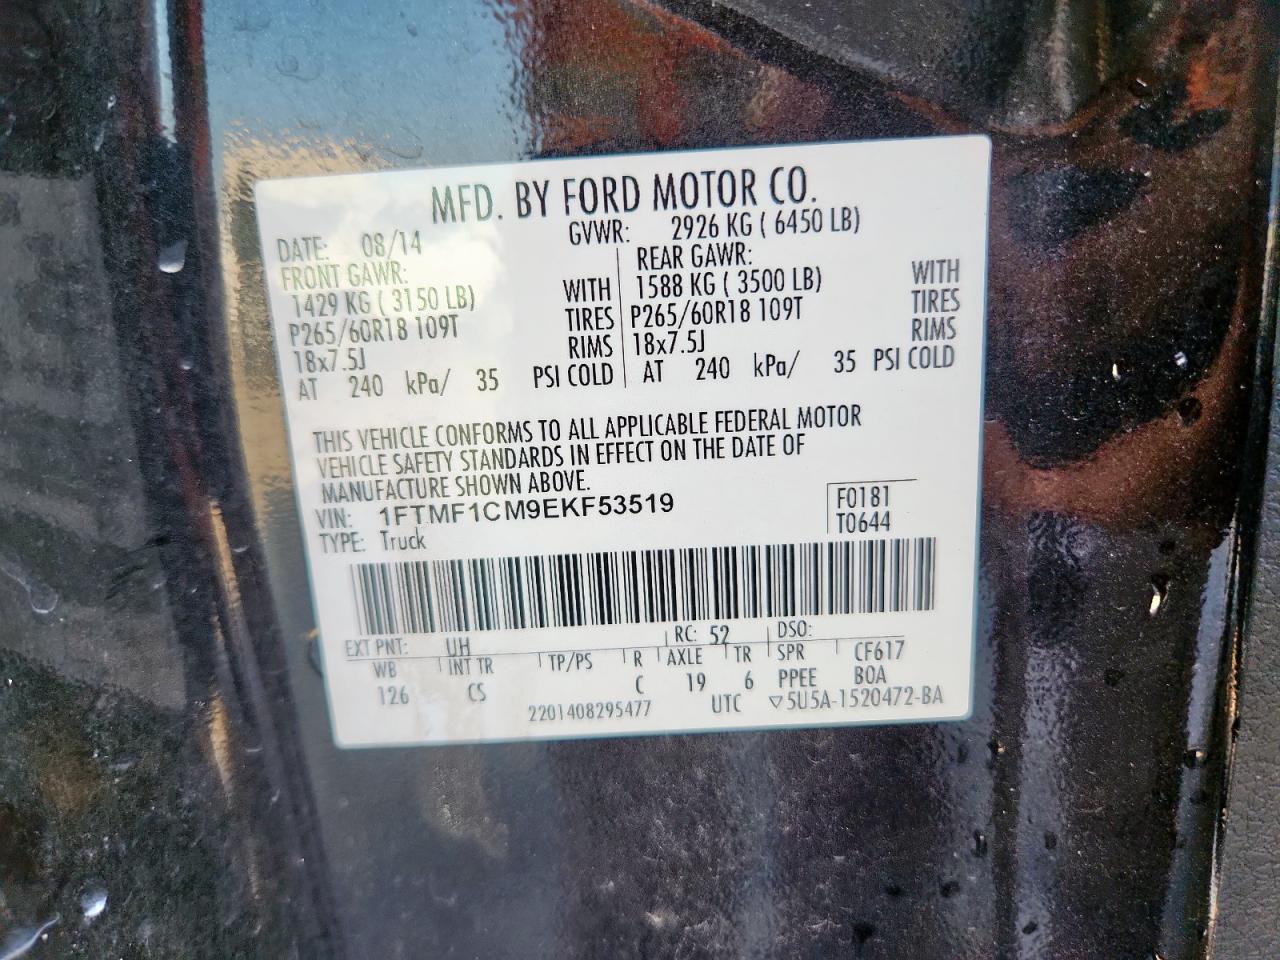 MFD. BY FORD MOTOR CO.
DATE: 08/14 GVWR: 2926 KG ( 6450 LB)
FRONT GAWR: REAR GAWR:
1429 KG ( 3150 LB) WITH 1588 KG ( 3500 LB) WITH
P265/60R18 109T TIRES P265/60R18 109T TIRES
18x7.5J RIMS 18x7.5J RIMS
AT 240 kPa/ 35 PSI COLD AT 240 kPa/ 35 PSI COLD
THIS VEHICLE CONFORMS TO ALL APPLICABLE FEDERAL MOTOR
VEHICLE SAFETY STANDARDS IN EFFECT ON THE DATE OF
MANUFACTURE SHOWN ABOVE.
VIN: 1FTMF1CM9EKF53519 F0181
TYPE: Truck T0644
EXT PNT: UH RC: 52 DSO:
WB INT TR TP/PS R AXLE TR SPR CF617
126 CS C 19 6 PPEE B0A
2201408295477 UTC ▽5U5A-1520472-BA